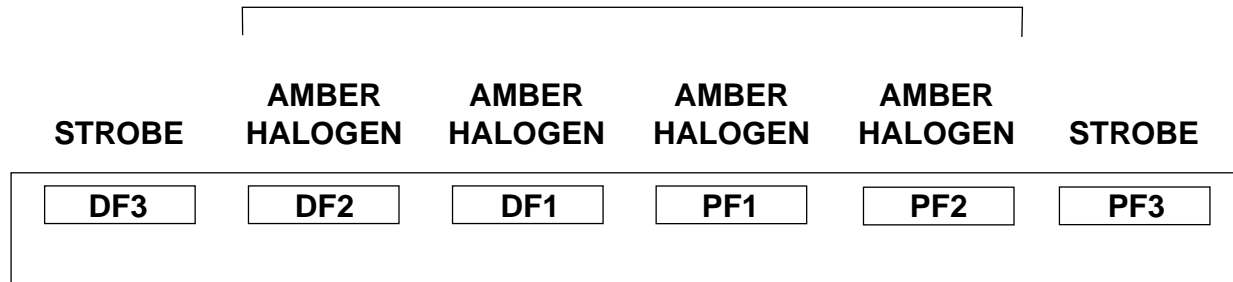 AMBER AMBER AMBER AMBER
STROBE HALOGEN HALOGEN HALOGEN HALOGEN STROBE
DF3 DF2 DF1 PF1 PF2 PF3